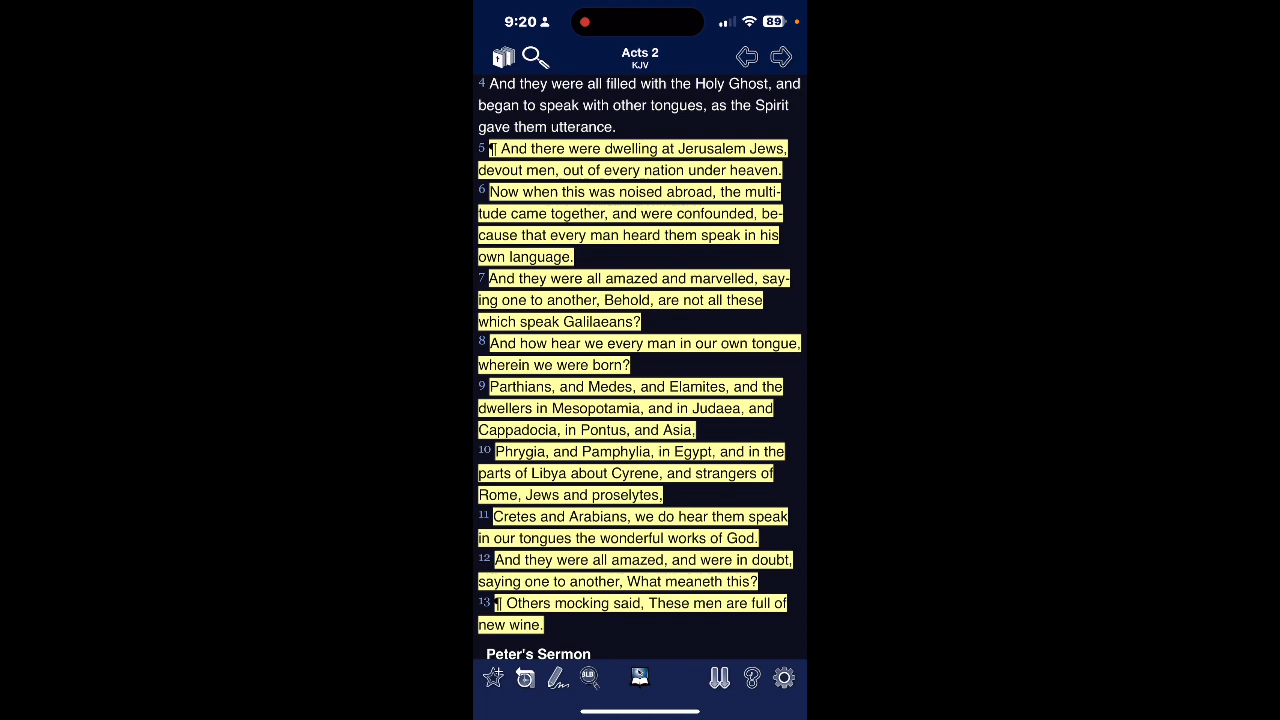 9:20
89
Acts 2
KJV
4 And they were all filled with the Holy Ghost, and
began to speak with other tongues, as the Spirit
gave them utterance.
5 ¶ And there were dwelling at Jerusalem Jews,
devout men, out of every nation under heaven.
6 Now when this was noised abroad, the multi-
tude came together, and were confounded, be-
cause that every man heard them speak in his
own language.
7 And they were all amazed and marvelled, say-
ing one to another, Behold, are not all these
which speak Galilaeans?
8 And how hear we every man in our own tongue,
wherein we were born?
9 Parthians, and Medes, and Elamites, and the
dwellers in Mesopotamia, and in Judaea, and
Cappadocia, in Pontus, and Asia,
10 Phrygia, and Pamphylia, in Egypt, and in the
parts of Libya about Cyrene, and strangers of
Rome, Jews and proselytes,
11 Cretes and Arabians, we do hear them speak
in our tongues the wonderful works of God.
12 And they were all amazed, and were in doubt,
saying one to another, What meaneth this?
13 ¶ Others mocking said, These men are full of
new wine.
Peter's Sermon
BLB